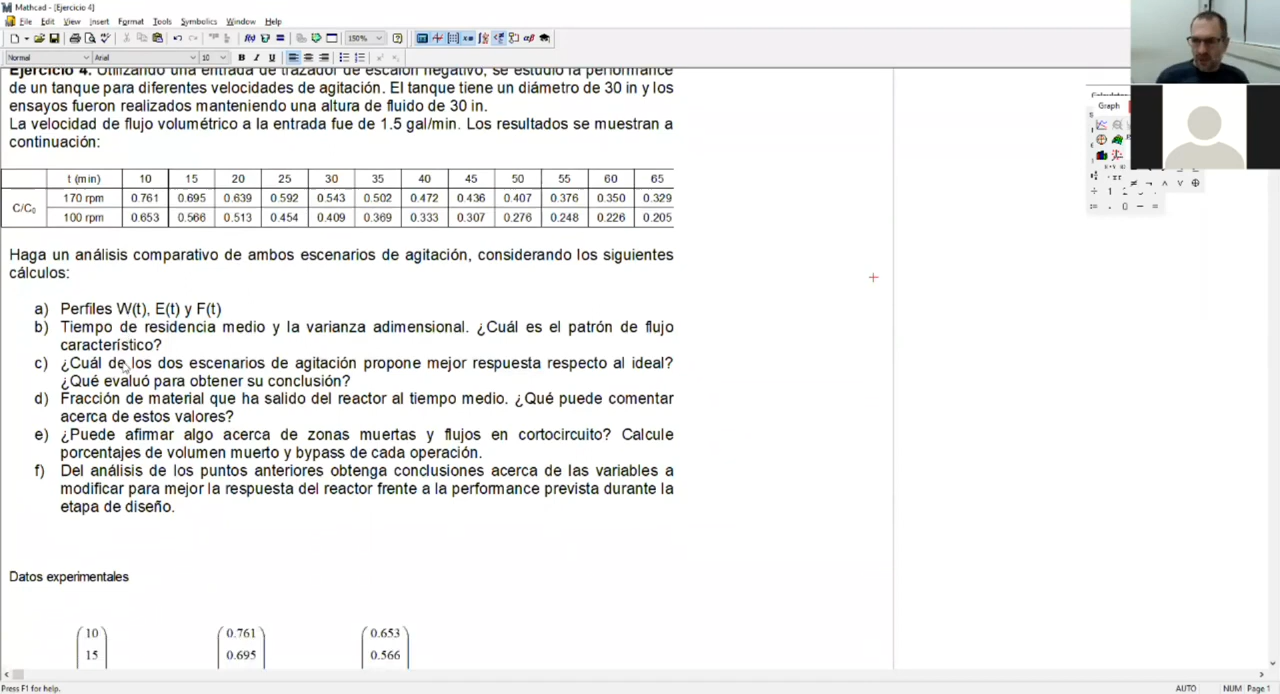 Mathcad - [Ejercicio 4]
File Edit View Insert Format Tools Symbolics Window Help
150%
Normal Arial 10 B I U
Ejercicio 4. Utilizando una entrada de trazador de escalón negativo, se estudió la performance
de un tanque para diferentes velocidades de agitación. El tanque tiene un diámetro de 30 in y los
ensayos fueron realizados manteniendo una altura de fluido de 30 in.
La velocidad de flujo volumétrico a la entrada fue de 1.5 gal/min. Los resultados se muestran a
continuación:
t (min) 10 15 20 25 30 35 40 45 50 55 60 65
C/C₀
170 rpm 0.761 0.695 0.639 0.592 0.543 0.502 0.472 0.436 0.407 0.376 0.350 0.329
100 rpm 0.653 0.566 0.513 0.454 0.409 0.369 0.333 0.307 0.276 0.248 0.226 0.205
Haga un análisis comparativo de ambos escenarios de agitación, considerando los siguientes
cálculos:
a) Perfiles W(t), E(t) y F(t)
b) Tiempo de residencia medio y la varianza adimensional. ¿Cuál es el patrón de flujo
característico?
c) ¿Cuál de los dos escenarios de agitación propone mejor respuesta respecto al ideal?
¿Qué evaluó para obtener su conclusión?
d) Fracción de material que ha salido del reactor al tiempo medio. ¿Qué puede comentar
acerca de estos valores?
e) ¿Puede afirmar algo acerca de zonas muertas y flujos en cortocircuito? Calcule
porcentajes de volumen muerto y bypass de cada operación.
f) Del análisis de los puntos anteriores obtenga conclusiones acerca de las variables a
modificar para mejor la respuesta del reactor frente a la performance prevista durante la
etapa de diseño.
Datos experimentales
10 0.761 0.653
15 0.695 0.566
Graph
Press F1 for help.
AUTO NUM Page 1